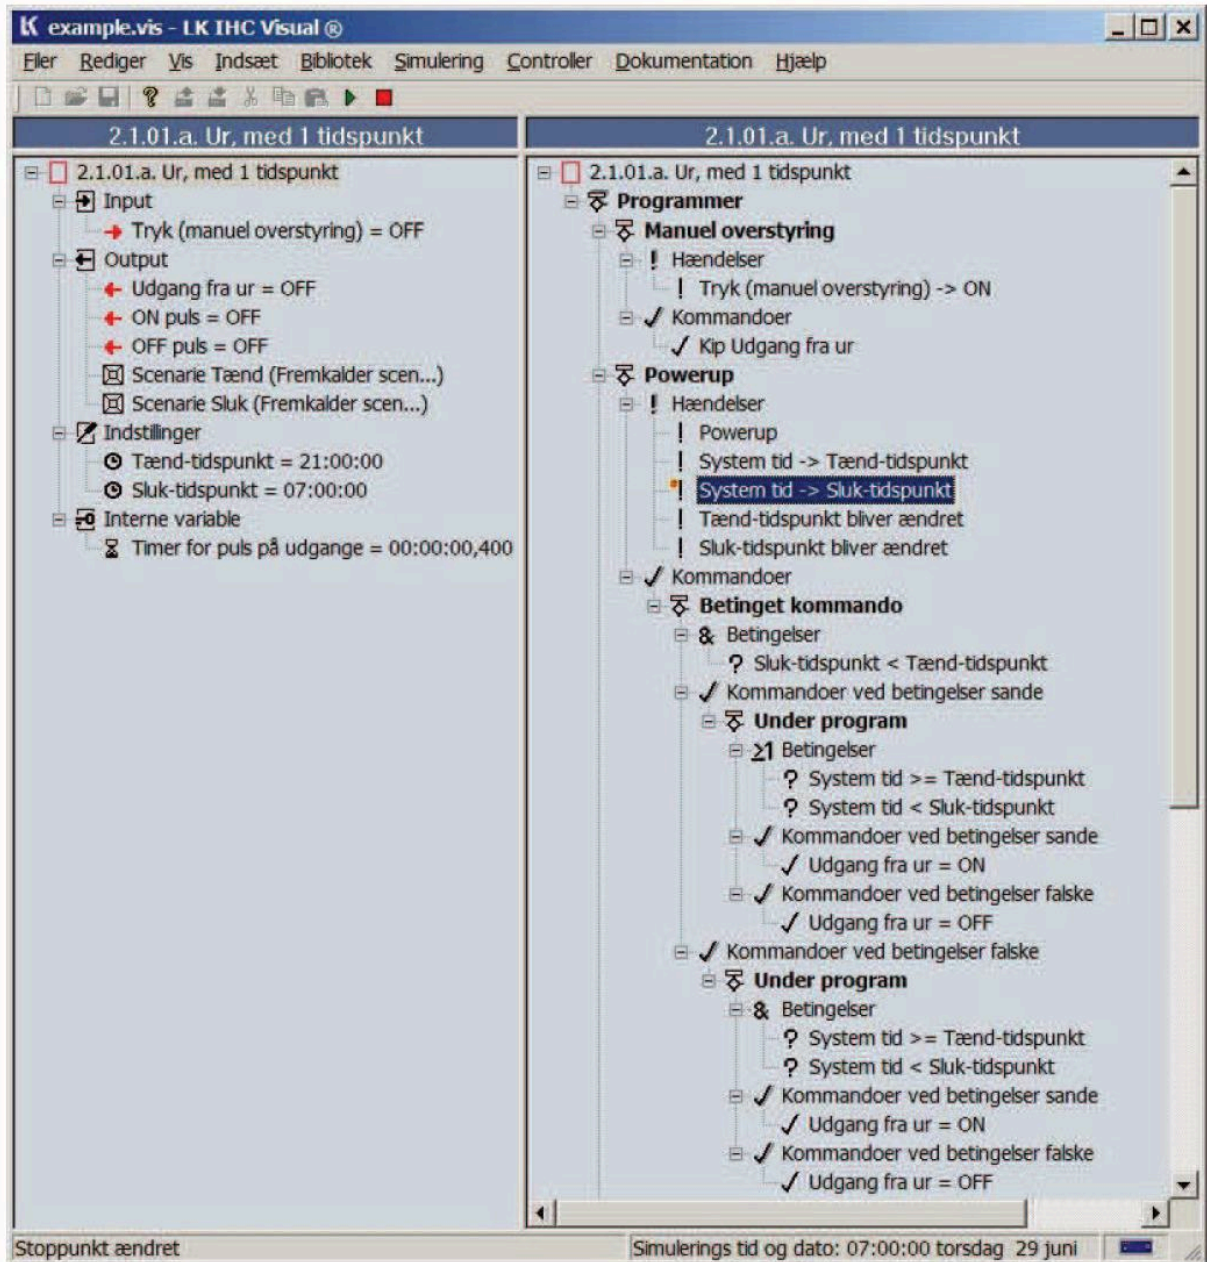 example.vis - LK IHC Visual ®
Filer Rediger Vis Indsæt Bibliotek Simulering Controller Dokumentation Hjælp
2.1.01.a. Ur, med 1 tidspunkt
2.1.01.a. Ur, med 1 tidspunkt
Input
Tryk (manuel overstyring) = OFF
Output
Udgang fra ur = OFF
ON puls = OFF
OFF puls = OFF
Scenarie Tænd (Fremkalder scen...)
Scenarie Sluk (Fremkalder scen...)
Indstillinger
Tænd-tidspunkt = 21:00:00
Sluk-tidspunkt = 07:00:00
Interne variable
Timer for puls på udgange = 00:00:00,400
2.1.01.a. Ur, med 1 tidspunkt
2.1.01.a. Ur, med 1 tidspunkt
Programmer
Manuel overstyring
! Hændelser
! Tryk (manuel overstyring) -> ON
Kommandoer
Kip Udgang fra ur
Powerup
! Hændelser
! Powerup
! System tid -> Tænd-tidspunkt
! System tid -> Sluk-tidspunkt
! Tænd-tidspunkt bliver ændret
! Sluk-tidspunkt bliver ændret
Kommandoer
Betinget kommando
& Betingelser
? Sluk-tidspunkt < Tænd-tidspunkt
Kommandoer ved betingelser sande
Under program
≥1 Betingelser
? System tid >= Tænd-tidspunkt
? System tid < Sluk-tidspunkt
Kommandoer ved betingelser sande
Udgang fra ur = ON
Kommandoer ved betingelser falske
Udgang fra ur = OFF
Kommandoer ved betingelser falske
Under program
& Betingelser
? System tid >= Tænd-tidspunkt
? System tid < Sluk-tidspunkt
Kommandoer ved betingelser sande
Udgang fra ur = ON
Kommandoer ved betingelser falske
Udgang fra ur = OFF
Stoppunkt ændret
Simulerings tid og dato: 07:00:00 torsdag 29 juni